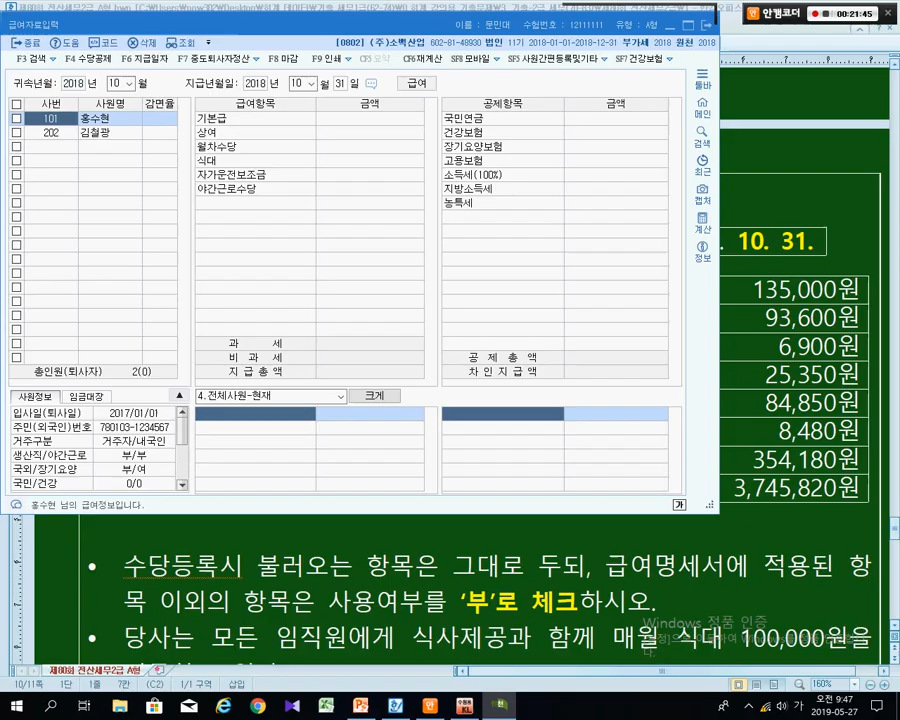 급여자료입력
이름 : 문민대 수험번호 : 12111111 유형 : A형
안캠코더 00:21:45
종료 도움 코드 삭제 조회
[0802] (주)소백산업 602-81-48930 법인 11기 2018-01-01~2018-12-31 부가세 2018 원천 2018
F3 검색 F4 수당공제 F6 지급일자 F7 중도퇴사자정산 F8 마감 F9 인쇄 CF5 요약 CF6 재계산 SF8 모바일 SF5 사원간편등록및기타 SF7 건강보험
귀속년월: 2018 년 10 월 지급년월일: 2018 년 10 월 31 일 급여
사번 사원명 감면율 급여항목 금액 공제항목 금액
101 홍수현 기본급 국민연금
202 김철광 상여 건강보험
월차수당 장기요양보험
식대 고용보험
자가운전보조금 소득세(100%)
야간근로수당 지방소득세
농특세
과 세
비 과 세 공 제 총 액
총인원(퇴사자) 2(0) 지 급 총 액 차 인 지 급 액
사원정보 임금대장 4.전체사원-현재 크게
입사일(퇴사일) 2017/01/01
주민(외국인)번호 780103-1234567
거주구분 거주자/내국인
생산직/야간근로 부/부
국외/장기요양 부/여
국민/건강 0/0
홍수현 님의 급여정보입니다. 가
툴바
메인
검색
최근
캡처
계산
정보
. 10. 31.
135,000원
93,600원
6,900원
25,350원
84,850원
8,480원
354,180원
3,745,820원
• 수당등록시 불러오는 항목은 그대로 두되, 급여명세서에 적용된 항
목 이외의 항목은 사용여부를 ‘부’로 체크하시오.
• 당사는 모든 임직원에게 식사제공과 함께 매월 식대 100,000원을
Windows 정품 인증
제80회 전산세무2급 A형
10/11쪽 1단 1줄 7칸 (C2) 1/1 구역 삽입 160%
오전 9:47
2019-05-27